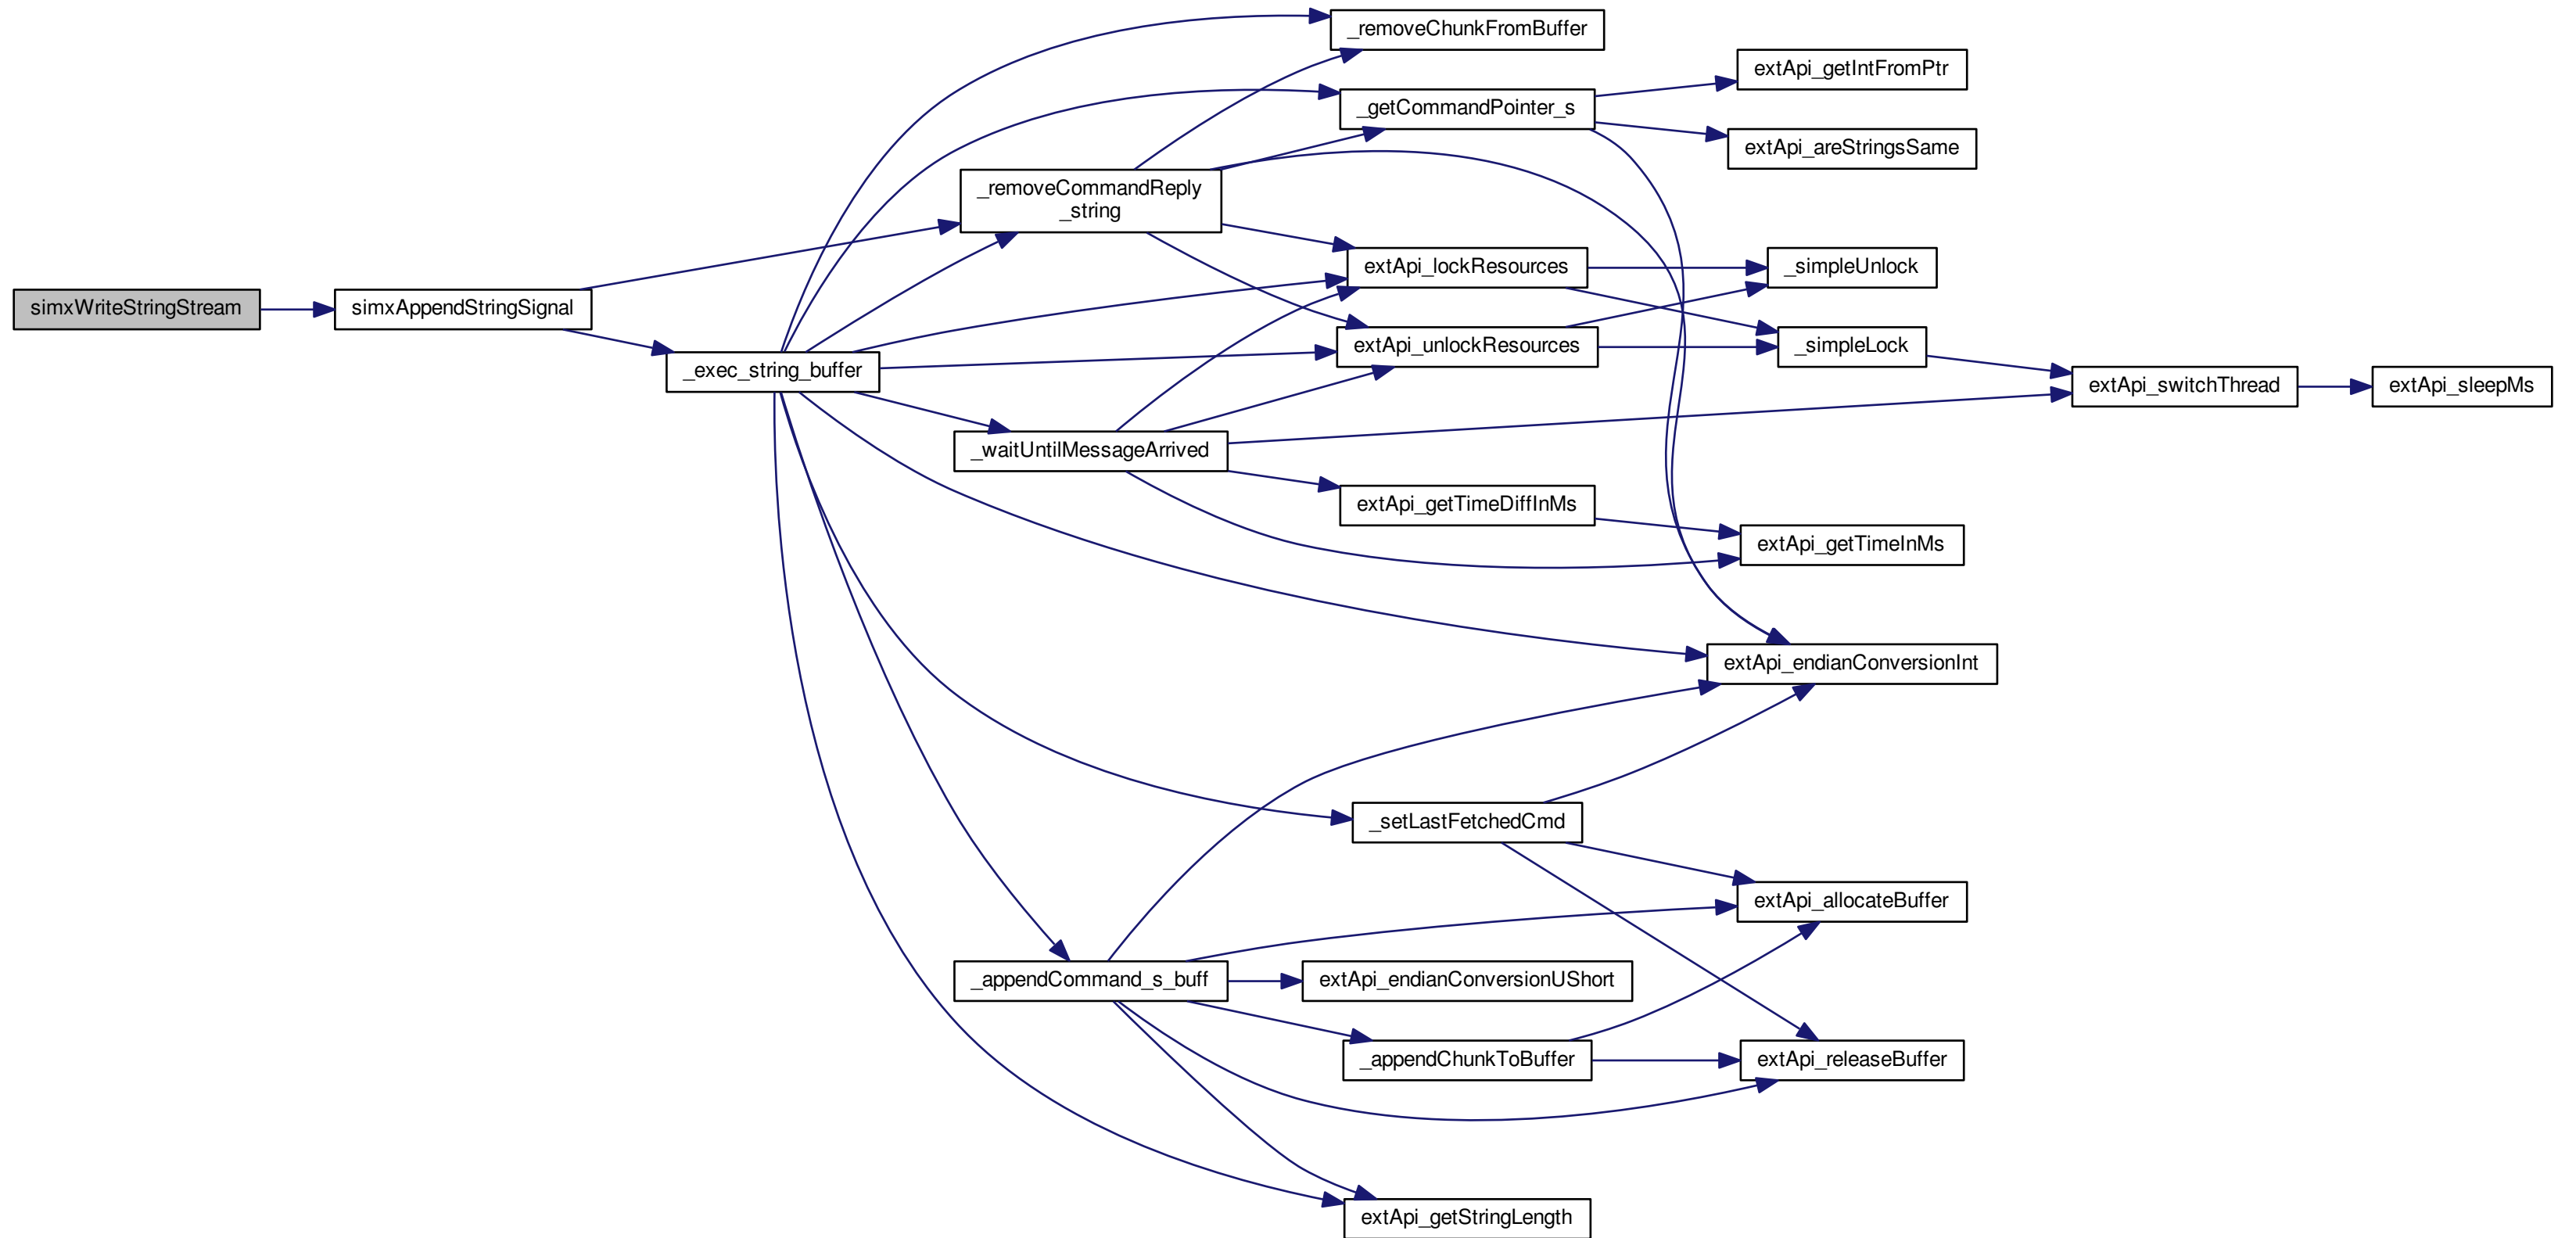 _removeChunkFromBuffer
extApi_getIntFromPtr
_getCommandPointer_s
extApi_areStringsSame
_removeCommandReply
_string
extApi_lockResources
_simpleUnlock
simxWriteStringStream
simxAppendStringSignal
extApi_unlockResources
_simpleLock
_exec_string_buffer
extApi_switchThread
extApi_sleepMs
_waitUntilMessageArrived
extApi_getTimeDiffInMs
extApi_getTimeInMs
extApi_endianConversionInt
_setLastFetchedCmd
extApi_allocateBuffer
_appendCommand_s_buff
extApi_endianConversionUShort
_appendChunkToBuffer
extApi_releaseBuffer
extApi_getStringLength